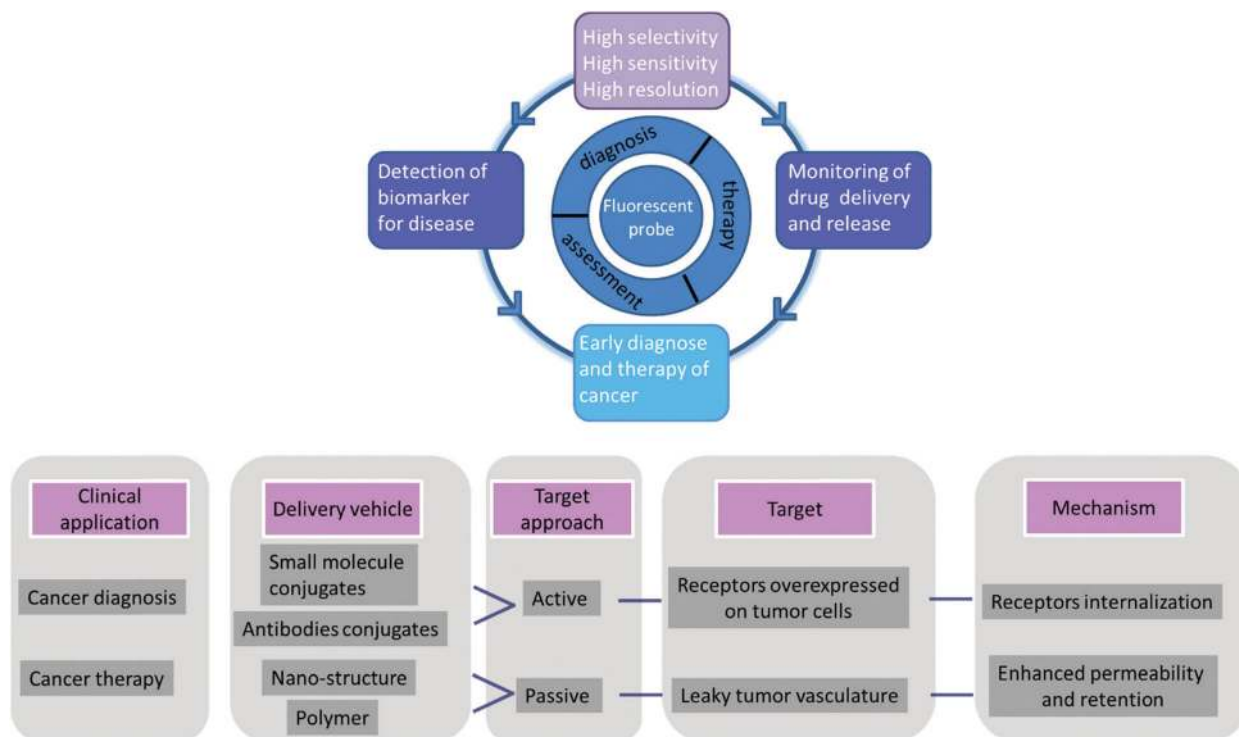 High selectivity
High sensitivity
High resolution
Detection of
biomarker
for disease
diagnosis
therapy
assessment
Fluorescent
probe
Monitoring of
drug delivery
and release
Early diagnose
and therapy of
cancer
Clinical
application
Cancer diagnosis
Cancer therapy
Delivery vehicle
Small molecule
conjugates
Antibodies conjugates
Nano-structure
Polymer
Target
approach
Active
Passive
Target
Receptors overexpressed
on tumor cells
Leaky tumor vasculature
Mechanism
Receptors internalization
Enhanced permeability
and retention